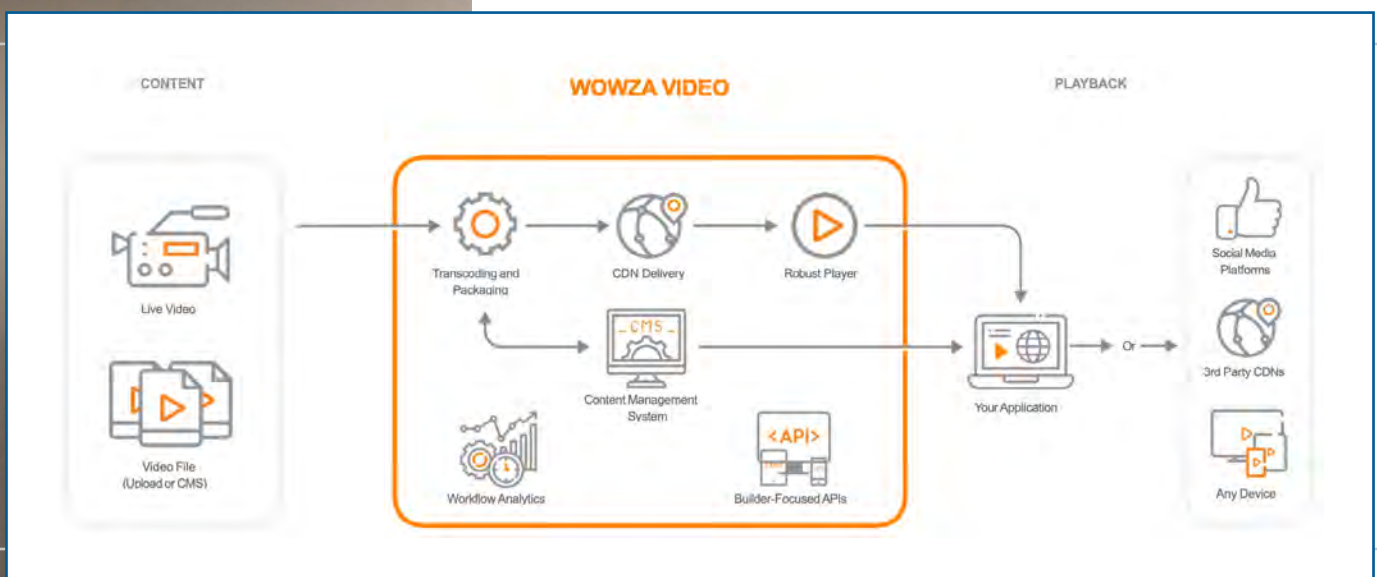 CONTENT
WOWZA VIDEO
PLAYBACK
Live Video
Video File
(Upload or CMS)
Transcoding and
Packaging
CDN Delivery
Robust Player
_CMS_
Content Management
System
Workflow Analytics
<API>
Builder-Focused APIs
Your Application
Or
Social Media
Platforms
3rd Party CDNs
Any Device